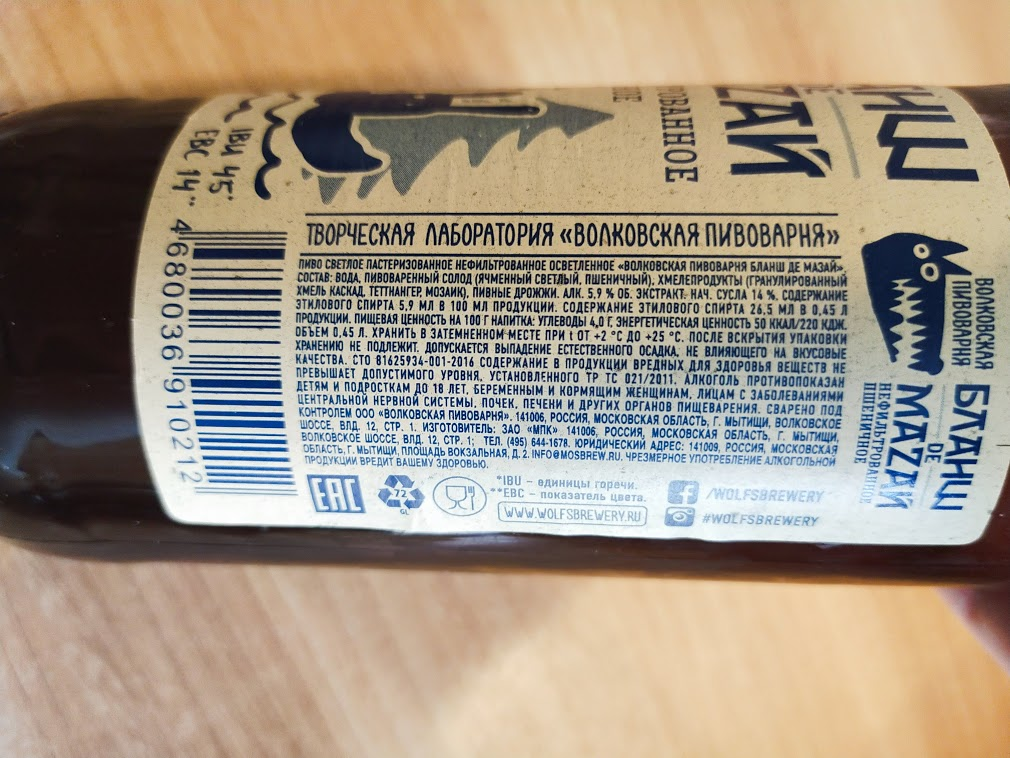 ТВОРЧЕСКАЯ ЛАБОРАТОРИЯ «ВОЛКОВСКАЯ ПИВОВАРНЯ»
ПИВО СВЕТЛОЕ ПАСТЕРИЗОВАННОЕ НЕФИЛЬТРОВАННОЕ ОСВЕТЛЕННОЕ «ВОЛКОВСКАЯ ПИВОВАРНЯ БЛАНШ ДЕ МАЗАЙ».
СОСТАВ: ВОДА, ПИВОВАРЕННЫЙ СОЛОД (ЯЧМЕННЫЙ СВЕТЛЫЙ, ПШЕНИЧНЫЙ), ХМЕЛЕПРОДУКТЫ (ГРАНУЛИРОВАННЫЙ
ХМЕЛЬ КАСКАД, ТЕТТНАНГЕР, МОЗАИК), ПИВНЫЕ ДРОЖЖИ. АЛК. 5,9 % ОБ. ЭКСТРАКТ. НАЧ. СУСЛА 14 %. СОДЕРЖАНИЕ
ЭТИЛОВОГО СПИРТА 5,9 МЛ В 100 МЛ ПРОДУКЦИИ. СОДЕРЖАНИЕ ЭТИЛОВОГО СПИРТА 26,5 МЛ В 0,45 Л
ПРОДУКЦИИ. ПИЩЕВАЯ ЦЕННОСТЬ НА 100 Г НАПИТКА: УГЛЕВОДЫ 4,0 Г. ЭНЕРГЕТИЧЕСКАЯ ЦЕННОСТЬ 50 ККАЛ/220 КДЖ.
ОБЪЕМ 0,45 Л. ХРАНИТЬ В ЗАТЕМНЕННОМ МЕСТЕ ПРИ t ОТ +2 °С ДО +25 °С. ПОСЛЕ ВСКРЫТИЯ УПАКОВКИ
ХРАНЕНИЮ НЕ ПОДЛЕЖИТ. ДОПУСКАЕТСЯ ВЫПАДЕНИЕ ЕСТЕСТВЕННОГО ОСАДКА, НЕ ВЛИЯЮЩЕГО НА ВКУСОВЫЕ
КАЧЕСТВА. СТО 81625934-001-2016 СОДЕРЖАНИЕ В ПРОДУКЦИИ ВРЕДНЫХ ДЛЯ ЗДОРОВЬЯ ВЕЩЕСТВ НЕ
ПРЕВЫШАЕТ ДОПУСТИМОГО УРОВНЯ, УСТАНОВЛЕННОГО ТР ТС 021/2011. АЛКОГОЛЬ ПРОТИВОПОКАЗАН
ДЕТЯМ И ПОДРОСТКАМ ДО 18 ЛЕТ, БЕРЕМЕННЫМ И КОРМЯЩИМ ЖЕНЩИНАМ, ЛИЦАМ С ЗАБОЛЕВАНИЯМИ
ЦЕНТРАЛЬНОЙ НЕРВНОЙ СИСТЕМЫ, ПОЧЕК, ПЕЧЕНИ И ДРУГИХ ОРГАНОВ ПИЩЕВАРЕНИЯ. СВАРЕНО ПОД
КОНТРОЛЕМ ООО «ВОЛКОВСКАЯ ПИВОВАРНЯ». 141006, РОССИЯ, МОСКОВСКАЯ ОБЛАСТЬ, Г. МЫТИЩИ, ВОЛКОВСКОЕ
ШОССЕ, ВЛД. 12, СТР. 1. ИЗГОТОВИТЕЛЬ: ЗАО «МПК» 141006, РОССИЯ, МОСКОВСКАЯ ОБЛАСТЬ, Г. МЫТИЩИ,
ВОЛКОВСКОЕ ШОССЕ, ВЛД. 12, СТР. 1; ТЕЛ. (495) 644-1678. ЮРИДИЧЕСКИЙ АДРЕС: 141009, РОССИЯ, МОСКОВСКАЯ
ОБЛАСТЬ, Г. МЫТИЩИ, ПЛОЩАДЬ ВОКЗАЛЬНАЯ, Д. 2. INFO@MOSBREW.RU. ЧРЕЗМЕРНОЕ УПОТРЕБЛЕНИЕ АЛКОГОЛЬНОЙ
ПРОДУКЦИИ ВРЕДИТ ВАШЕМУ ЗДОРОВЬЮ.
EAC
72
GL
*IBU - единицы горечи.
**EBC - показатель цвета.
WWW.WOLFSBREWERY.RU
/WOLFSBREWERY
#WOLFSBREWERY
IBU 45*
EBC 14**
4680036910212
ВОЛКОВСКАЯ
ПИВОВАРНЯ
БЛАНШ
DE
MAZАЙ
НЕФИЛЬТРОВАННОЕ
ПШЕНИЧНОЕ